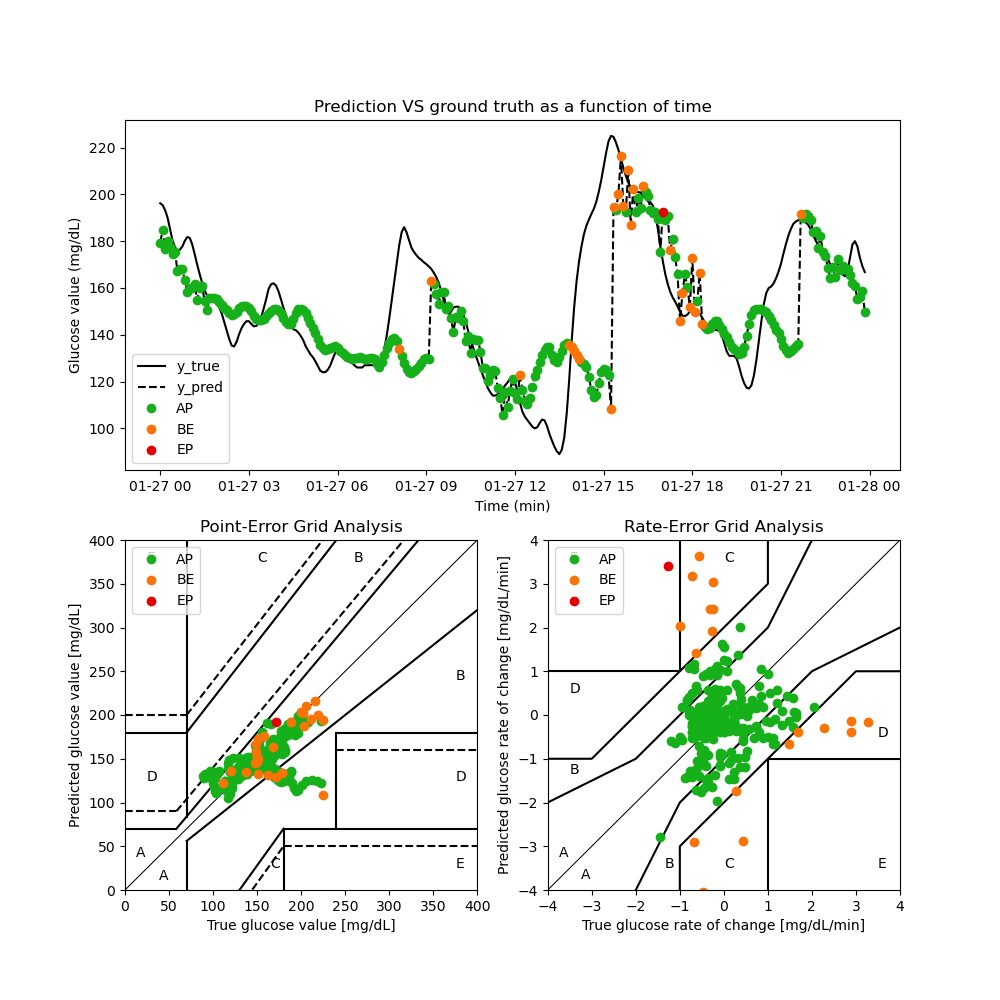 Prediction VS ground truth as a function of time
Glucose value (mg/dL)
220
200
180
160
140
120
100
y_true
y_pred
AP
BE
EP
01-27 00 01-27 03 01-27 06 01-27 09 01-27 12 01-27 15 01-27 18 01-27 21 01-28 00
Time (min)
Point-Error Grid Analysis
Predicted glucose value [mg/dL]
400
350
300
250
200
150
100
50
0
AP
BE
EP
C
B
B
D
D
A
A
C
E
0 50 100 150 200 250 300 350 400
True glucose value [mg/dL]
Rate-Error Grid Analysis
Predicted glucose rate of change [mg/dL/min]
4
3
2
1
0
−1
−2
−3
−4
AP
BE
EP
C
D
D
B
A
A
B
C
E
−4 −3 −2 −1 0 1 2 3 4
True glucose rate of change [mg/dL/min]